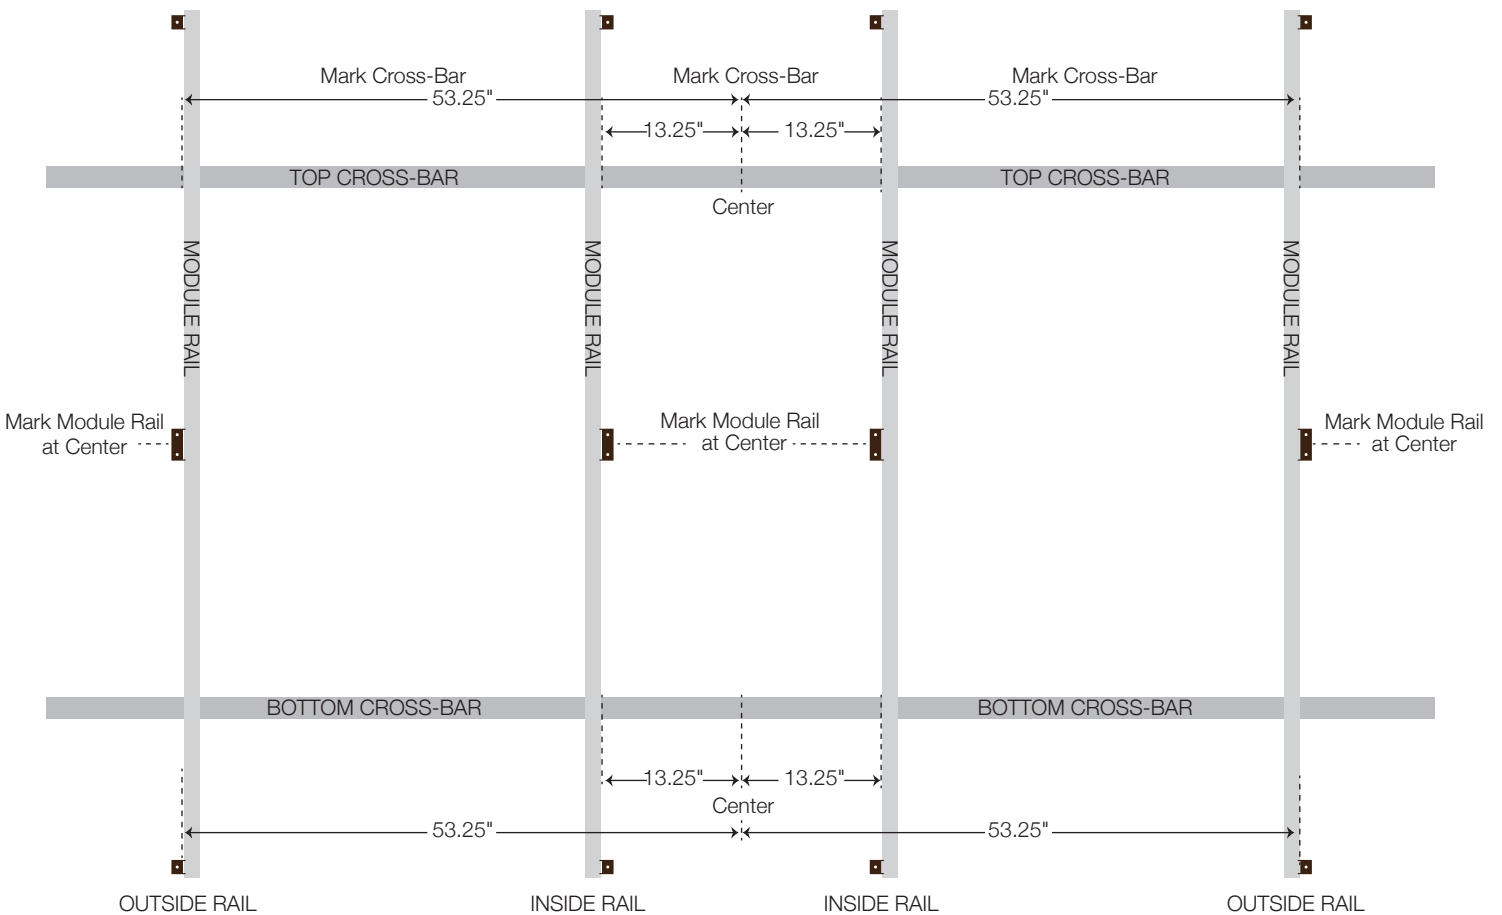 Mark Cross-Bar
Mark Cross-Bar
Mark Cross-Bar
53.25"
53.25"
13.25"
13.25"
TOP CROSS-BAR
TOP CROSS-BAR
Center
MODULE RAIL
MODULE RAIL
MODULE RAIL
MODULE RAIL
Mark Module Rail
at Center
Mark Module Rail
at Center
Mark Module Rail
at Center
BOTTOM CROSS-BAR
BOTTOM CROSS-BAR
13.25"
13.25"
Center
53.25"
53.25"
OUTSIDE RAIL
INSIDE RAIL
INSIDE RAIL
OUTSIDE RAIL